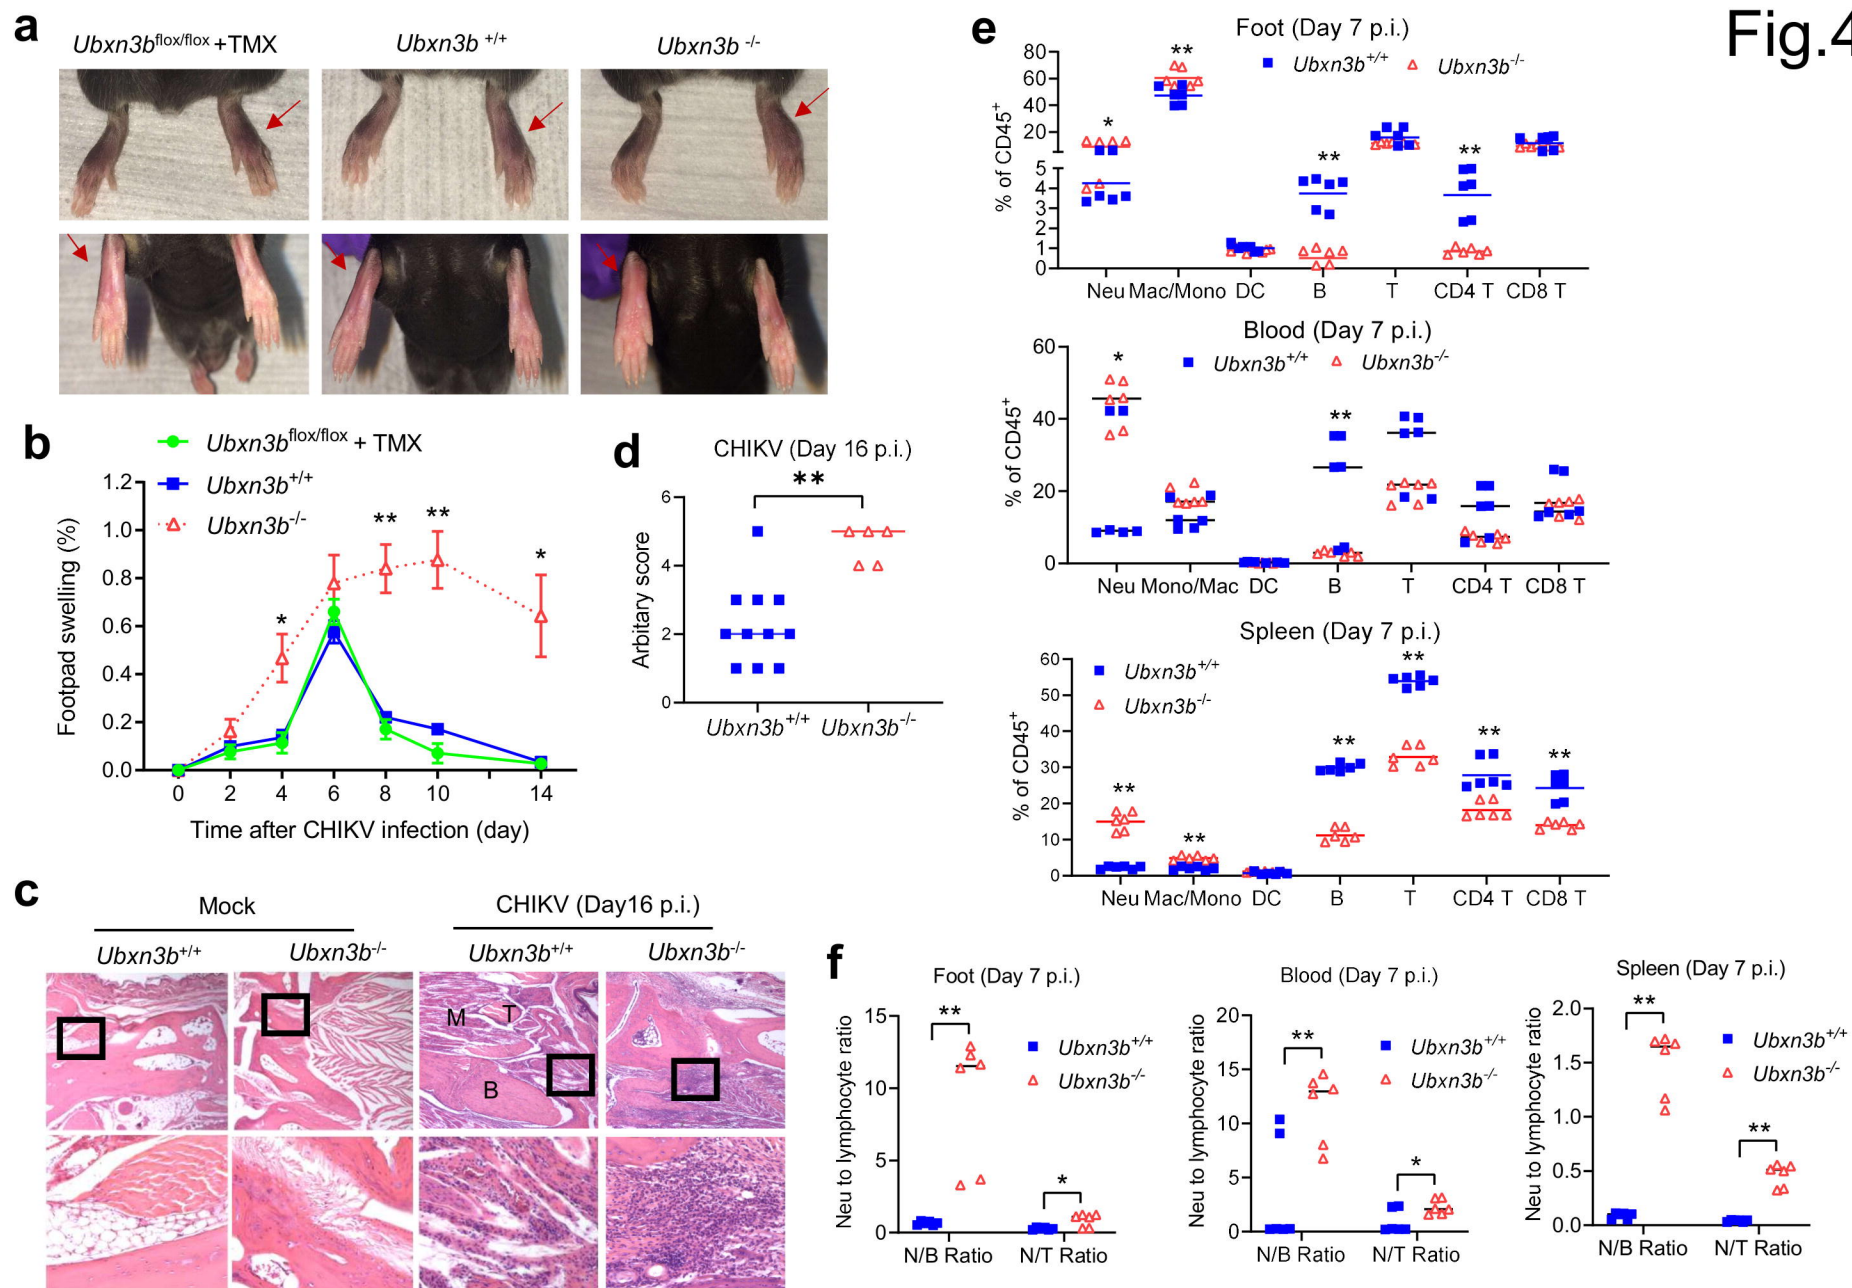 Fig.4
a
Ubxn3bflox/flox +TMX
Ubxn3b +/+
Ubxn3b -/-
b
Ubxn3bflox/flox + TMX
Ubxn3b+/+
Ubxn3b-/-
Footpad swelling (%)
1.2
1.0
0.8
0.6
0.4
0.2
0.0
*
**
**
*
0 2 4 6 8 10 14
Time after CHIKV infection (day)
c
Mock
CHIKV (Day16 p.i.)
Ubxn3b+/+
Ubxn3b-/-
Ubxn3b+/+
Ubxn3b-/-
M
T
B
d
CHIKV (Day 16 p.i.)
**
Arbitary score
6
4
2
0
Ubxn3b+/+
Ubxn3b-/-
e
Foot (Day 7 p.i.)
Ubxn3b+/+
Ubxn3b-/-
% of CD45+
80
60
40
20
5
4
3
2
1
0
*
**
**
**
Neu Mac/Mono DC B T CD4 T CD8 T
Blood (Day 7 p.i.)
Ubxn3b+/+
Ubxn3b-/-
% of CD45+
60
40
20
0
*
**
Neu Mono/Mac DC B T CD4 T CD8 T
Spleen (Day 7 p.i.)
Ubxn3b+/+
Ubxn3b-/-
% of CD45+
60
50
40
30
20
10
0
**
**
**
**
**
**
Neu Mac/Mono DC B T CD4 T CD8 T
f
Foot (Day 7 p.i.)
Neu to lymphocyte ratio
15
10
5
0
**
*
Ubxn3b+/+
Ubxn3b-/-
N/B Ratio N/T Ratio
Blood (Day 7 p.i.)
Neu to lymphocyte ratio
20
15
10
5
0
**
*
Ubxn3b+/+
Ubxn3b-/-
N/B Ratio N/T Ratio
Spleen (Day 7 p.i.)
Neu to lymphocyte ratio
2.0
1.5
1.0
0.5
0.0
**
**
Ubxn3b+/+
Ubxn3b-/-
N/B Ratio N/T Ratio